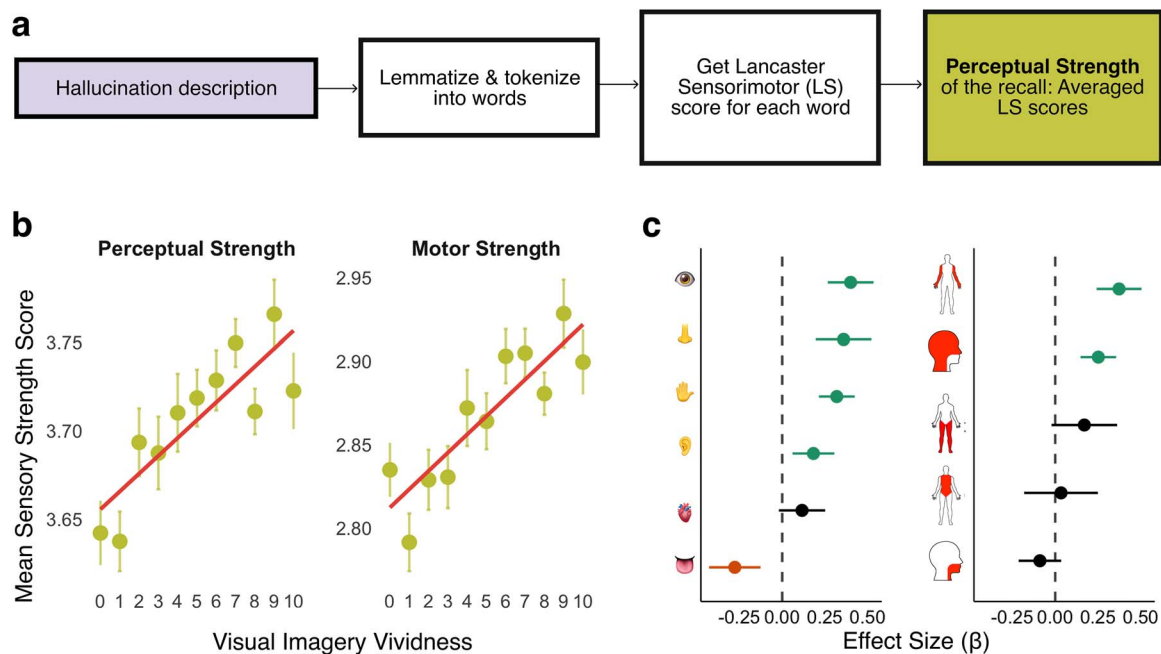 a
Hallucination description
Lemmatize & tokenize
into words
Get Lancaster
Sensorimotor (LS)
score for each word
Perceptual Strength
of the recall: Averaged
LS scores
b
Perceptual Strength
Motor Strength
Mean Sensory Strength Score
3.75
3.70
3.65
2.95
2.90
2.85
2.80
0 1 2 3 4 5 6 7 8 9 10
0 1 2 3 4 5 6 7 8 9 10
Visual Imagery Vividness
c
-0.25 0.00 0.25 0.50
-0.25 0.00 0.25 0.50
Effect Size (β)